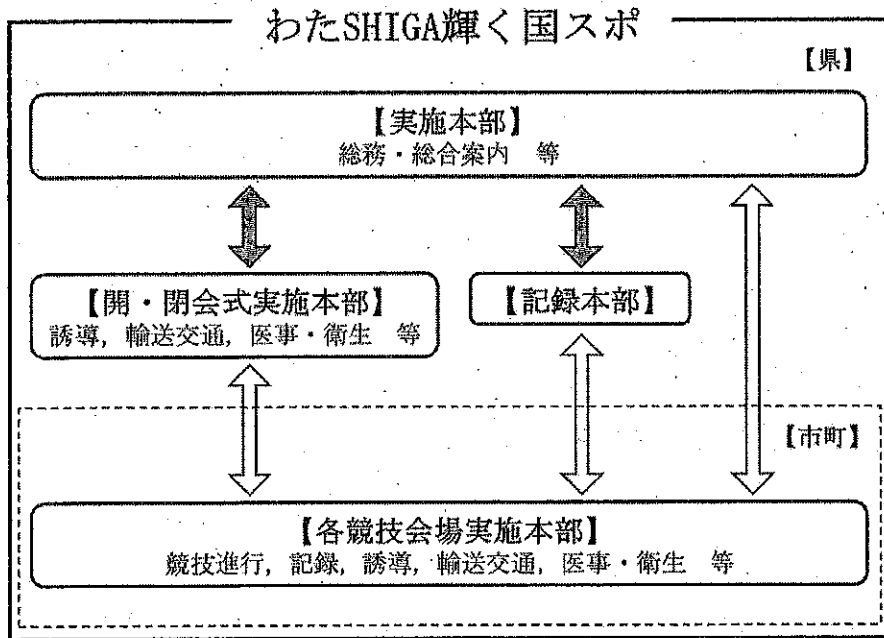 わたSHIGA輝く国スポ
【県】
【実施本部】
総務・総合案内 等
【開・閉会式実施本部】
誘導，輸送交通，医事・衛生 等
【記録本部】
【市町】
【各競技会場実施本部】
競技進行，記録，誘導，輸送交通，医事・衛生 等